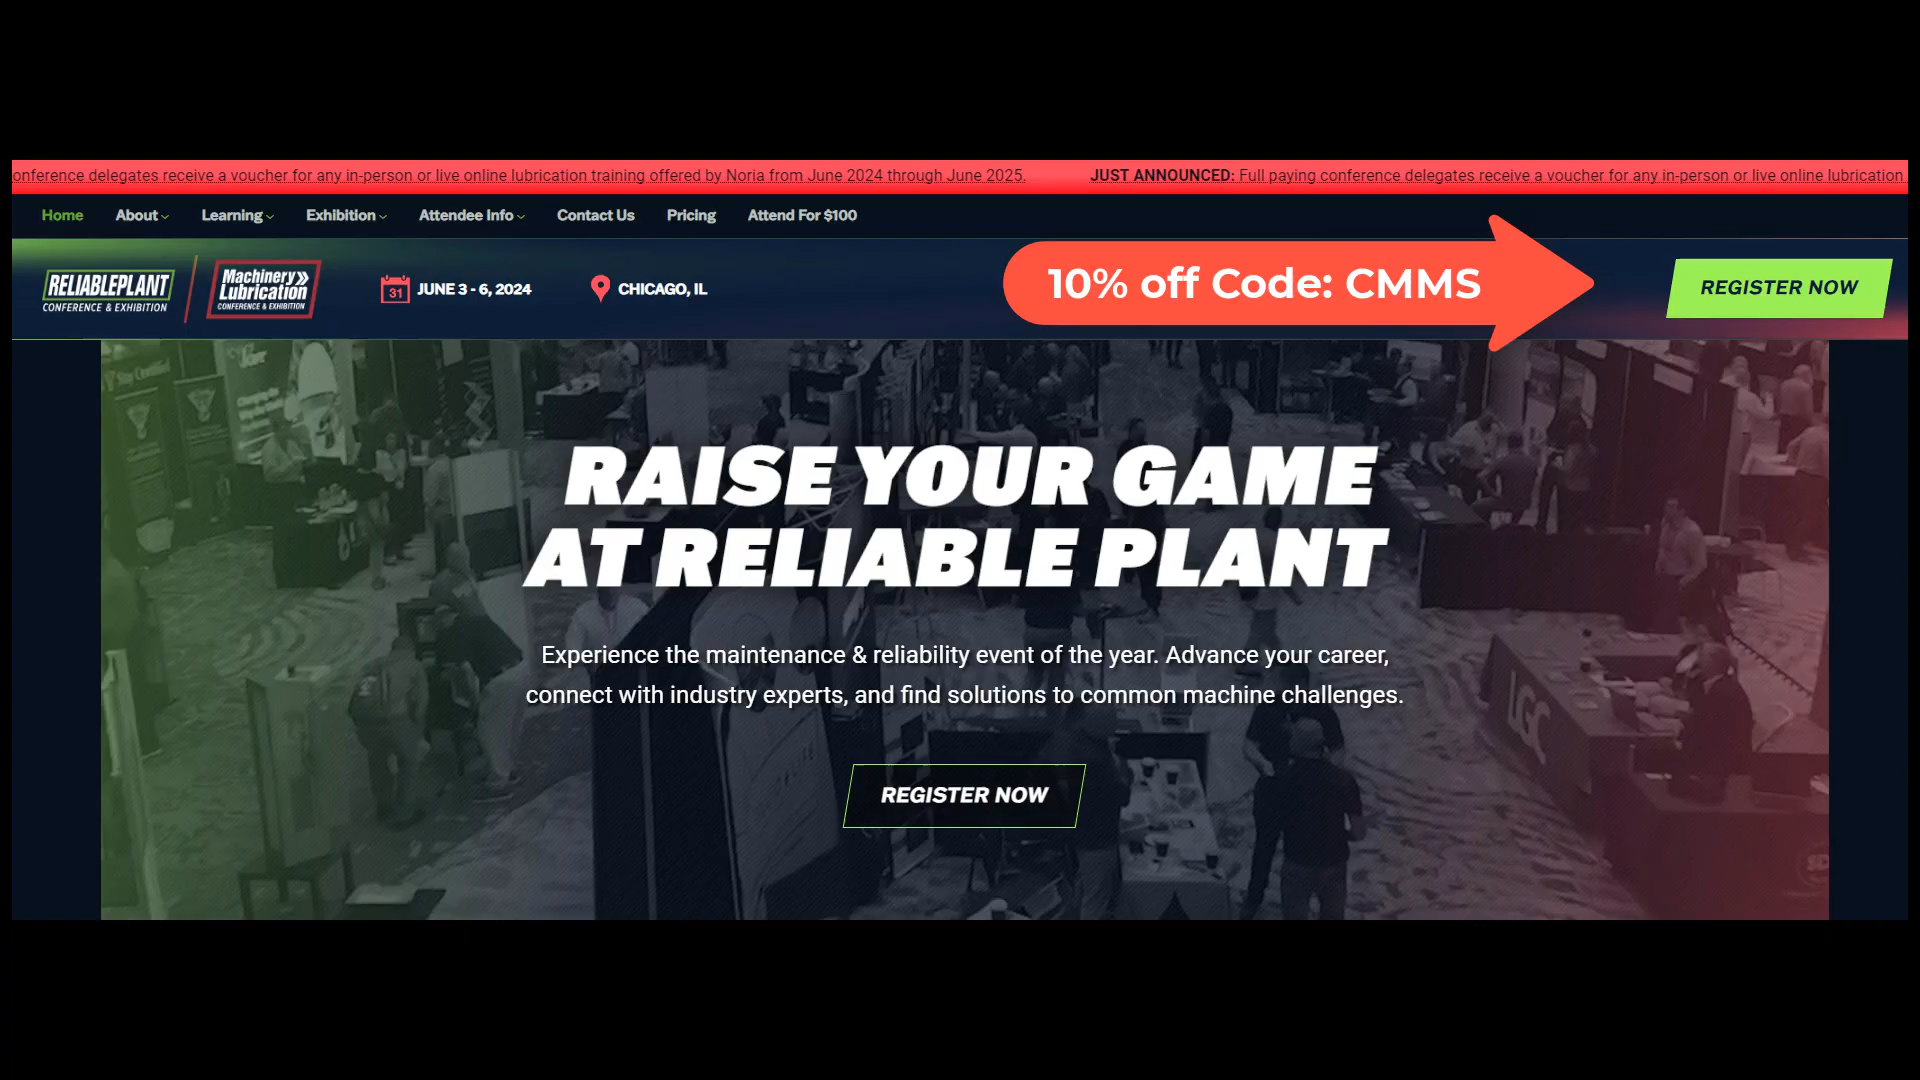 onference delegates receive a voucher for any in-person or live online lubrication training offered by Noria from June 2024 through June 2025. JUST ANNOUNCED: Full paying conference delegates receive a voucher for any in-person or live online lubrication
Home About Learning Exhibition Attendee Info Contact Us Pricing Attend For $100
RELIABLEPLANT
CONFERENCE & EXHIBITION
Machinery
Lubrication
CONFERENCE & EXHIBITION
31 JUNE 3 - 6, 2024
CHICAGO, IL
10% off Code: CMMS
REGISTER NOW
RAISE YOUR GAME
AT RELIABLE PLANT
Experience the maintenance & reliability event of the year. Advance your career,
connect with industry experts, and find solutions to common machine challenges.
LGC
REGISTER NOW